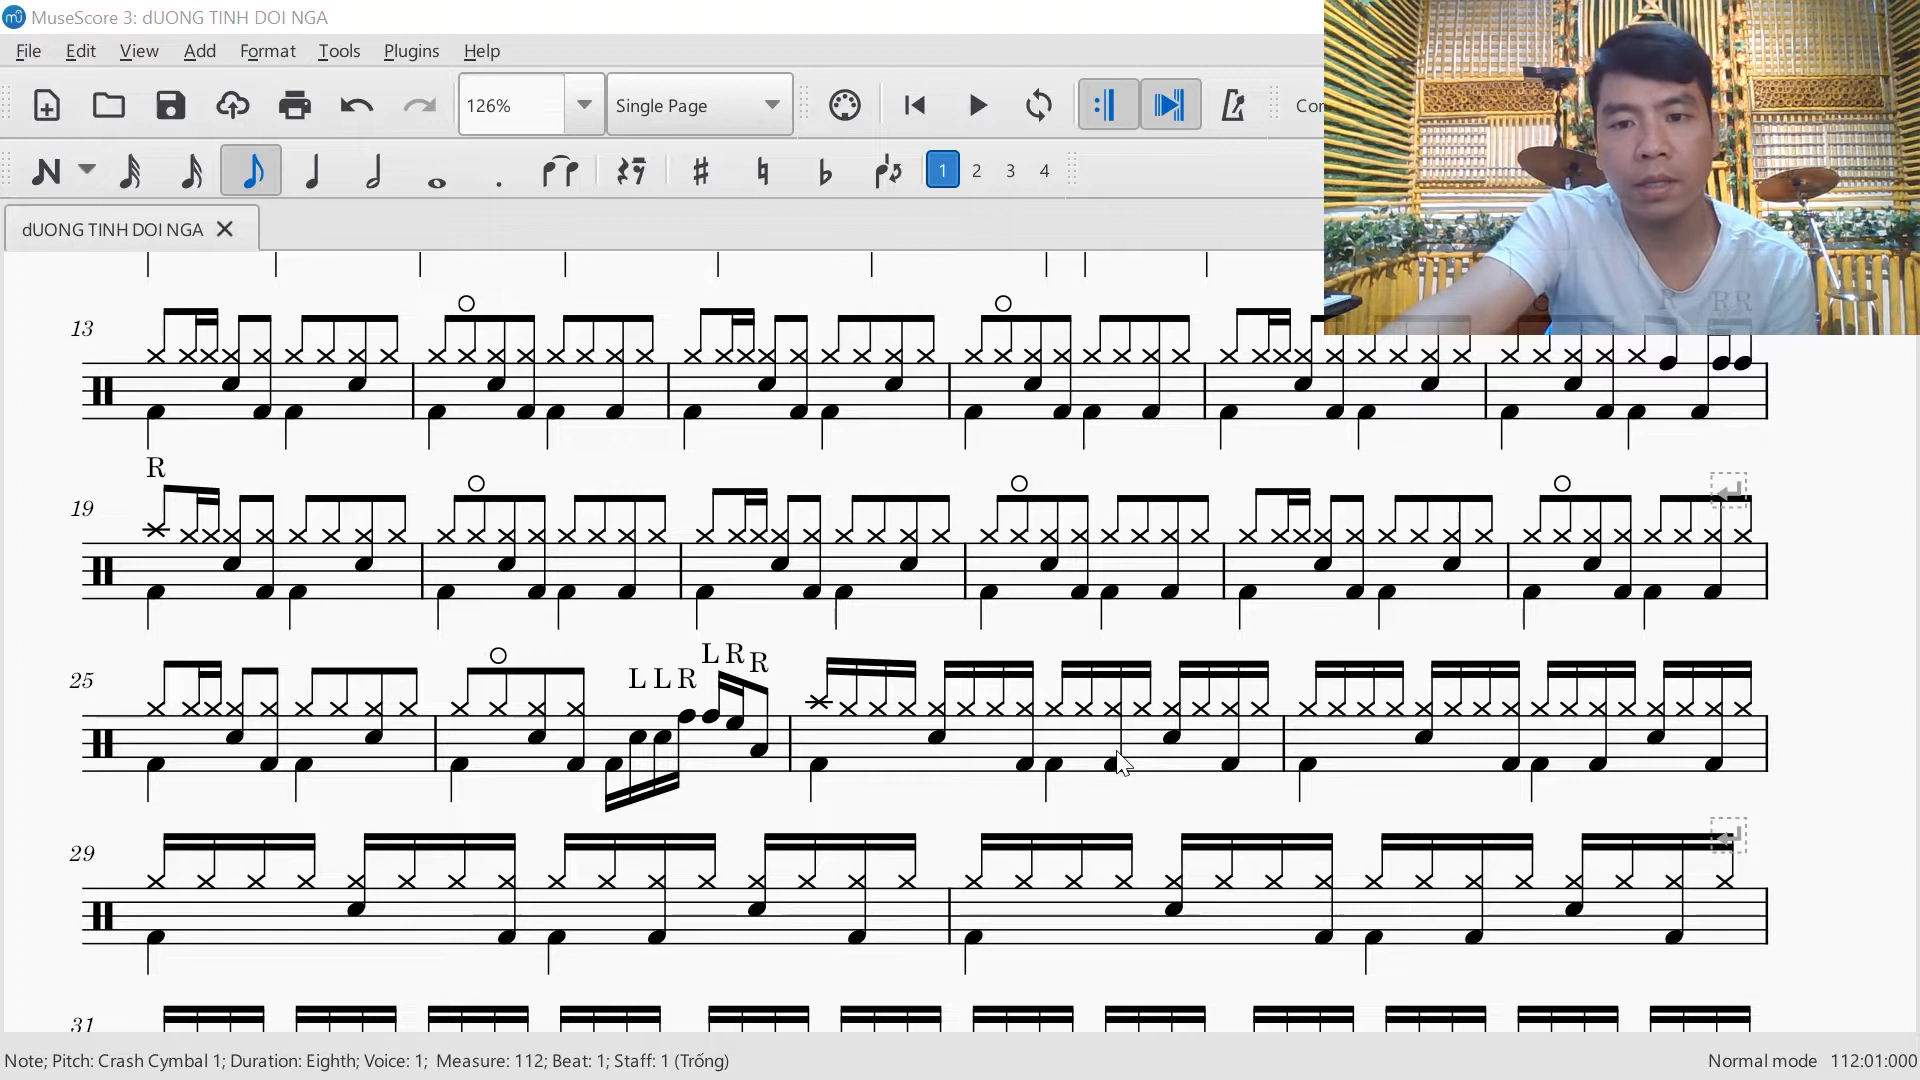 MuseScore 3: dUONG TINH DOI NGA
File Edit View Add Format Tools Plugins Help
126% Single Page
1 2 3 4
dUONG TINH DOI NGA
R RR
13
R
19
L L R L R R
25
29
31
Note; Pitch: Crash Cymbal 1; Duration: Eighth; Voice: 1; Measure: 112; Beat: 1; Staff: 1 (Trống)
Normal mode 112:01:000